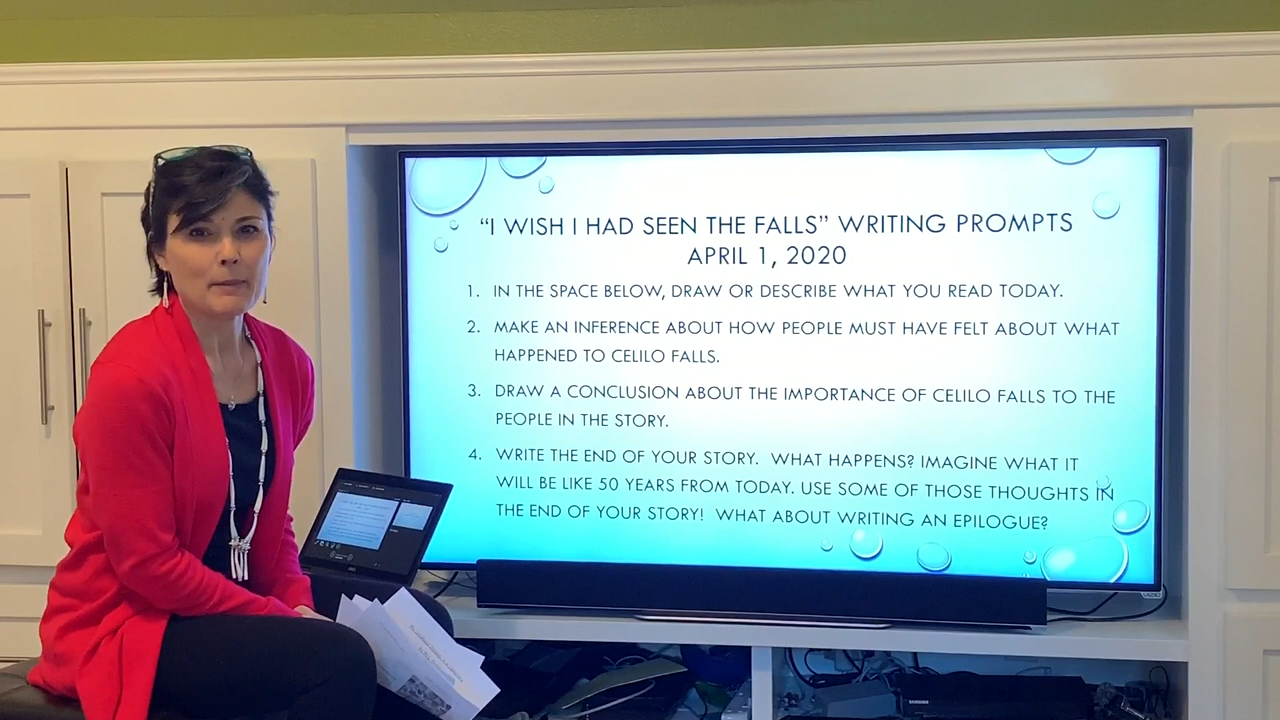 “I WISH I HAD SEEN THE FALLS” WRITING PROMPTS
APRIL 1, 2020
1. IN THE SPACE BELOW, DRAW OR DESCRIBE WHAT YOU READ TODAY.
2. MAKE AN INFERENCE ABOUT HOW PEOPLE MUST HAVE FELT ABOUT WHAT
HAPPENED TO CELILO FALLS.
3. DRAW A CONCLUSION ABOUT THE IMPORTANCE OF CELILO FALLS TO THE
PEOPLE IN THE STORY.
4. WRITE THE END OF YOUR STORY. WHAT HAPPENS? IMAGINE WHAT IT
WILL BE LIKE 50 YEARS FROM TODAY. USE SOME OF THOSE THOUGHTS IN
THE END OF YOUR STORY! WHAT ABOUT WRITING AN EPILOGUE?
VIZIO
SAMSUNG